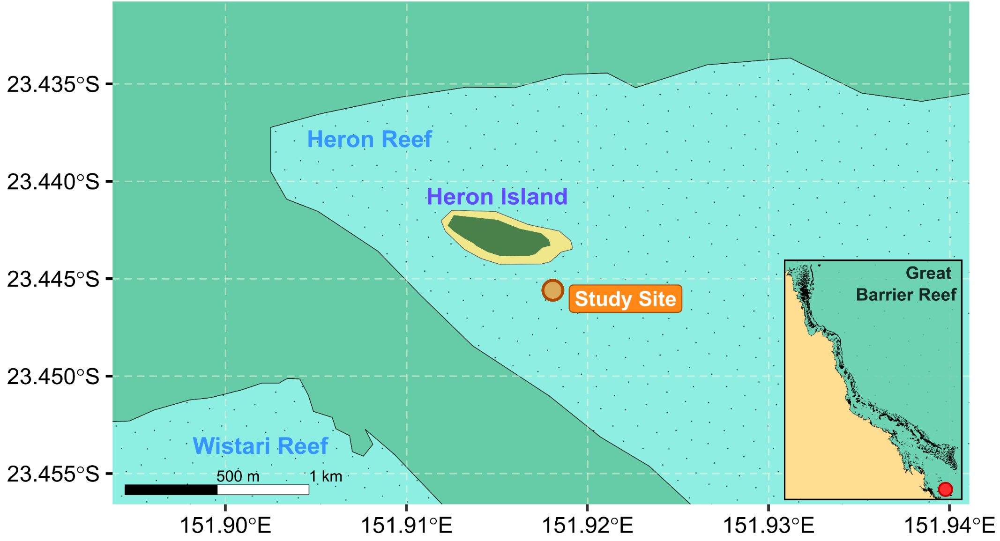 23.435°S
23.440°S
23.445°S
23.450°S
23.455°S
Heron Reef
Heron Island
Study Site
Great
Barrier Reef
Wistari Reef
500 m
1 km
151.90°E
151.91°E
151.92°E
151.93°E
151.94°E